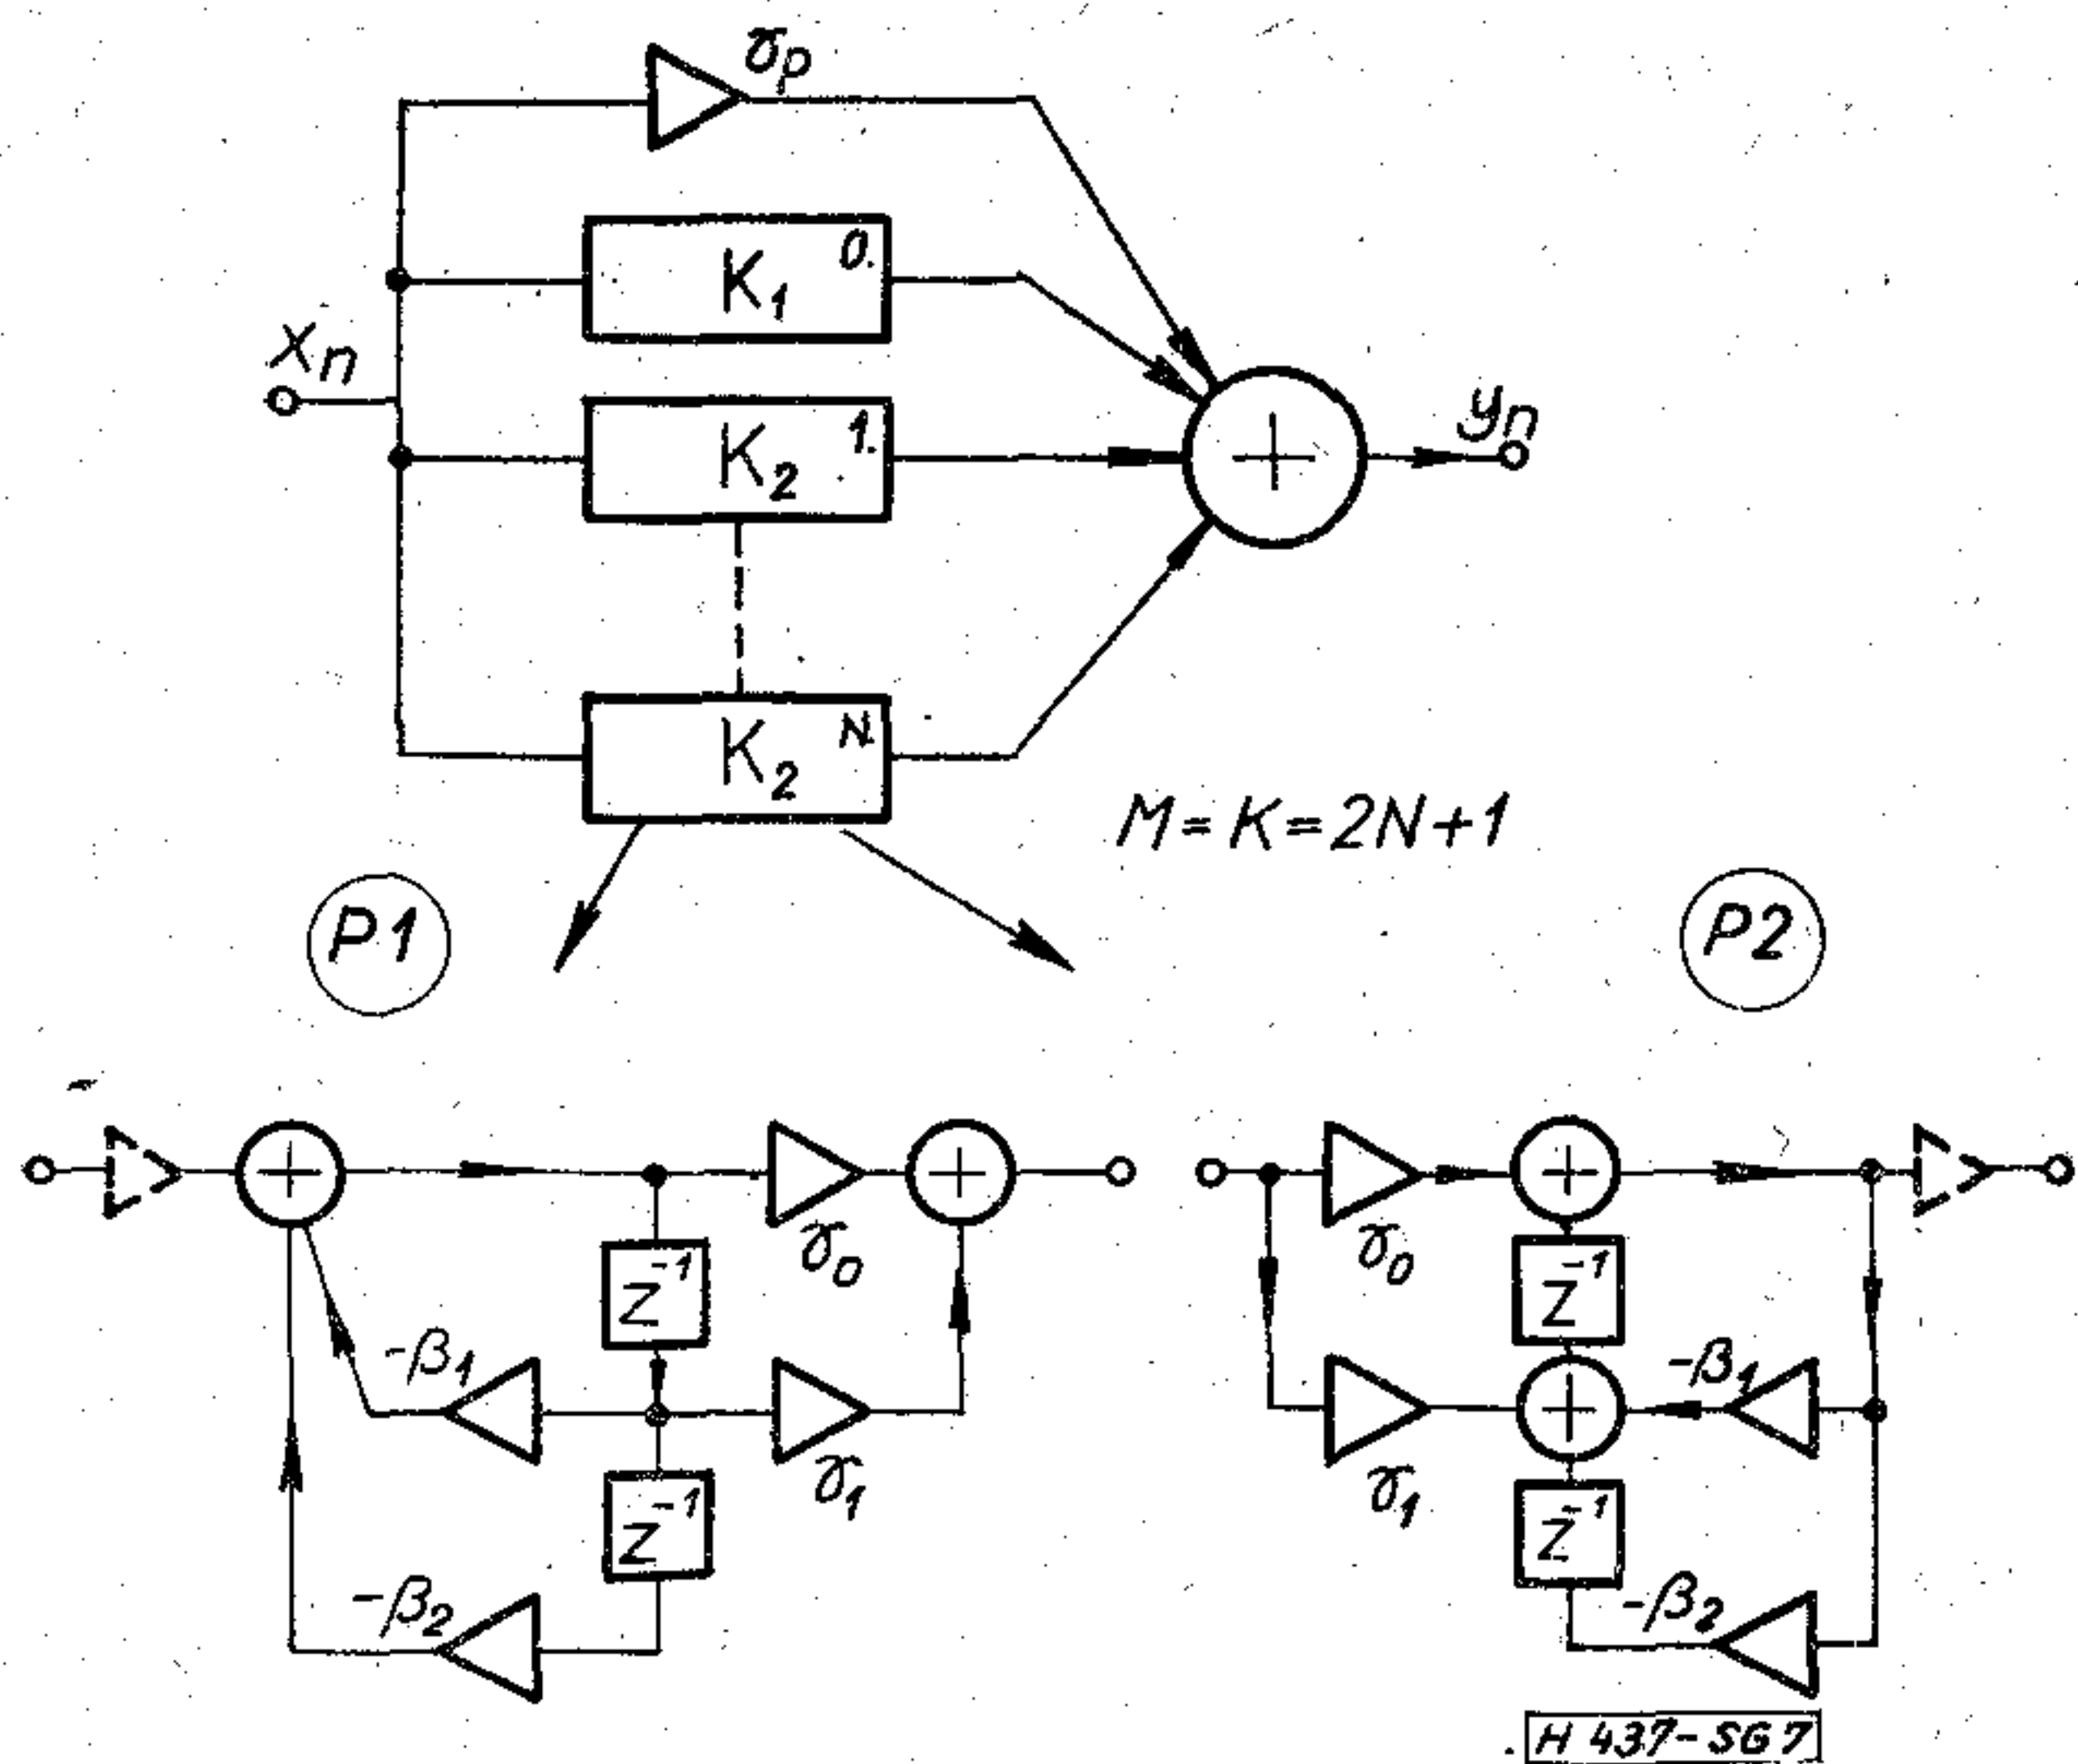 γp
K1 0.
xn
K2 1.
yn
K2 N.
M=K=2N+1
P1
P2
+ γ0 + γ0 +
z⁻¹ z⁻¹
-β1 γ1 γ1 + -β1
z⁻¹ z⁻¹
-β2 -β2
H 437-SG7